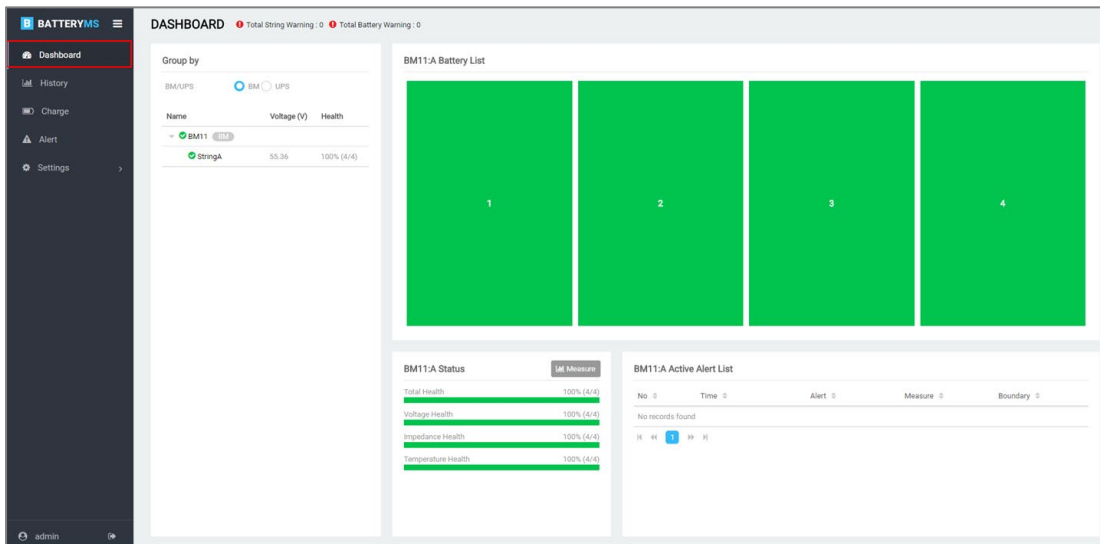 B BATTERYMS
Dashboard
History
Charge
Alert
Settings
admin
DASHBOARD Total String Warning : 0 Total Battery Warning : 0
Group by
BM/UPS BM UPS
Name Voltage (V) Health
BM11 BM
StringA 55.36 100% (4/4)
BM11:A Battery List
1 2 3 4
BM11:A Status Measure
Total Health 100% (4/4)
Voltage Health 100% (4/4)
Impedance Health 100% (4/4)
Temperature Health 100% (4/4)
BM11:A Active Alert List
No Time Alert Measure Boundary
No records found
1